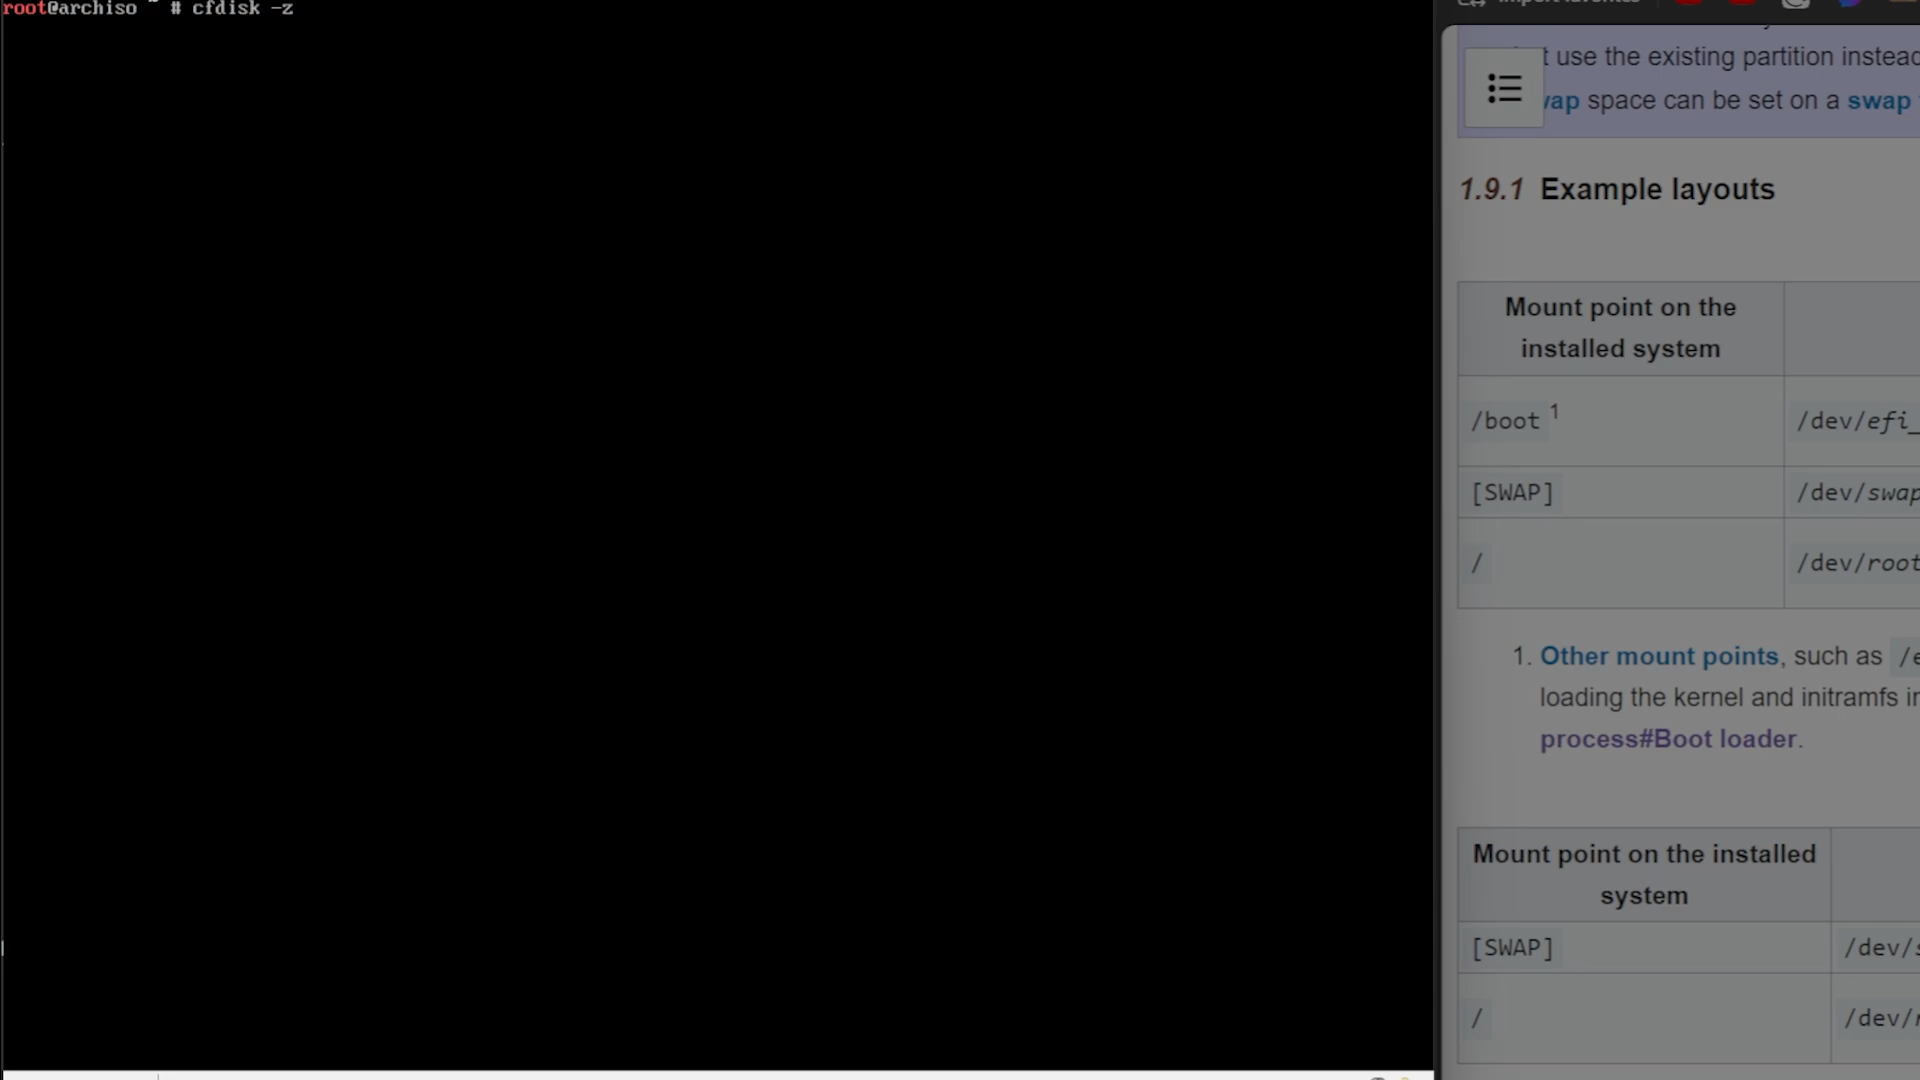 root@archiso ~ # cfdisk -z
import favorites
t use the existing partition instead
space can be set on a swap
1.9.1 Example layouts
Mount point on the
installed system
/boot 1
/dev/efi_
[SWAP]
/dev/swap
/
/dev/root
1. Other mount points, such as /e
loading the kernel and initramfs in
process#Boot loader.
Mount point on the installed
system
[SWAP]
/dev/s
/
/dev/r